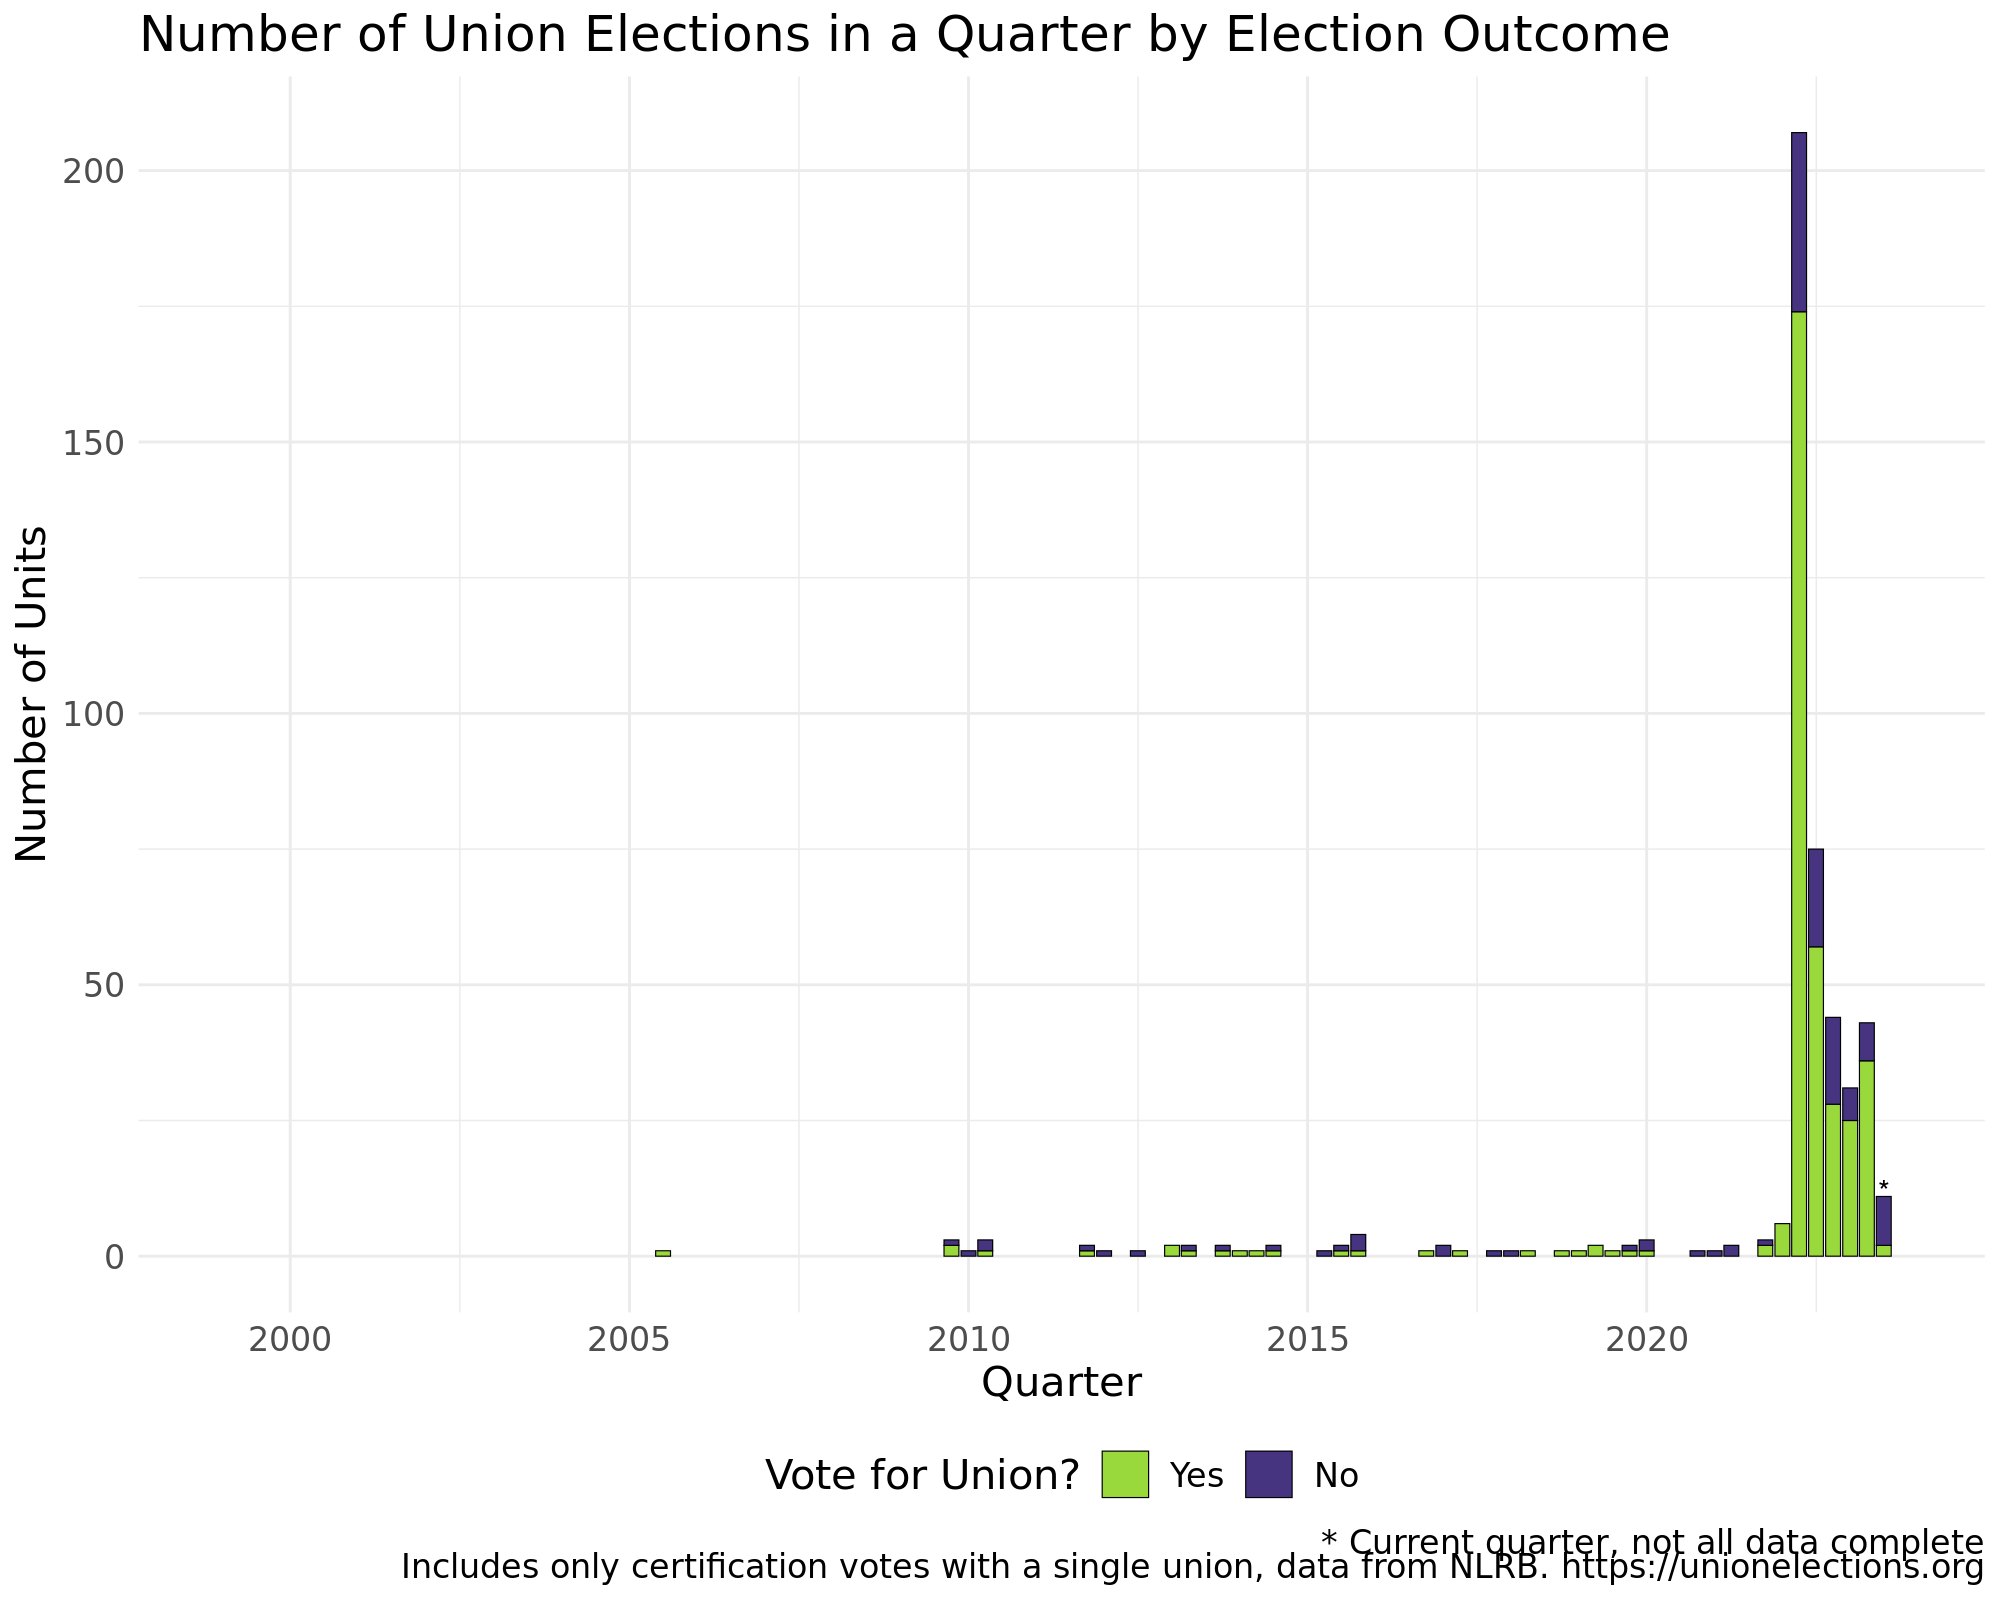 Number of Union Elections in a Quarter by Election Outcome
Number of Units
200
150
100
50
0
*
2000 2005 2010 2015 2020
Quarter
Vote for Union? Yes No
* Current quarter, not all data complete
Includes only certification votes with a single union, data from NLRB. https://unionelections.org